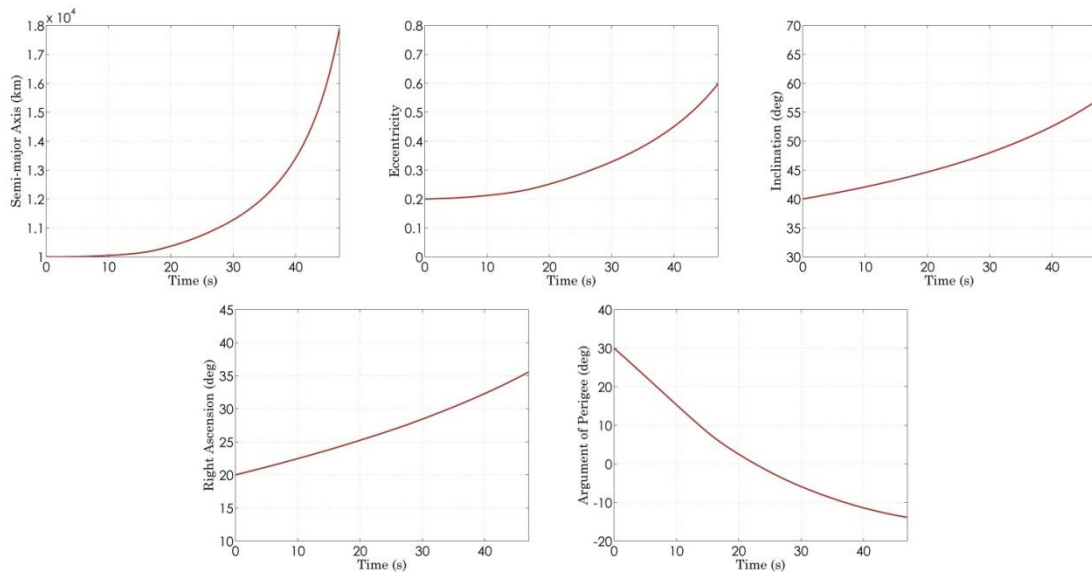 x 10⁴
1.8
1.7
1.6
1.5
1.4
1.3
1.2
1.1
1
0 10 20 30 40
Semi-major Axis (km)
Time (s)
0.8
0.7
0.6
0.5
0.4
0.3
0.2
0.1
0
0 10 20 30 40
Eccentricity
Time (s)
70
65
60
55
50
45
40
35
30
0 10 20 30 40
Inclination (deg)
Time (s)
45
40
35
30
25
20
15
10
0 10 20 30 40
Right Ascension (deg)
Time (s)
40
30
20
10
0
-10
-20
0 10 20 30 40
Argument of Perigee (deg)
Time (s)